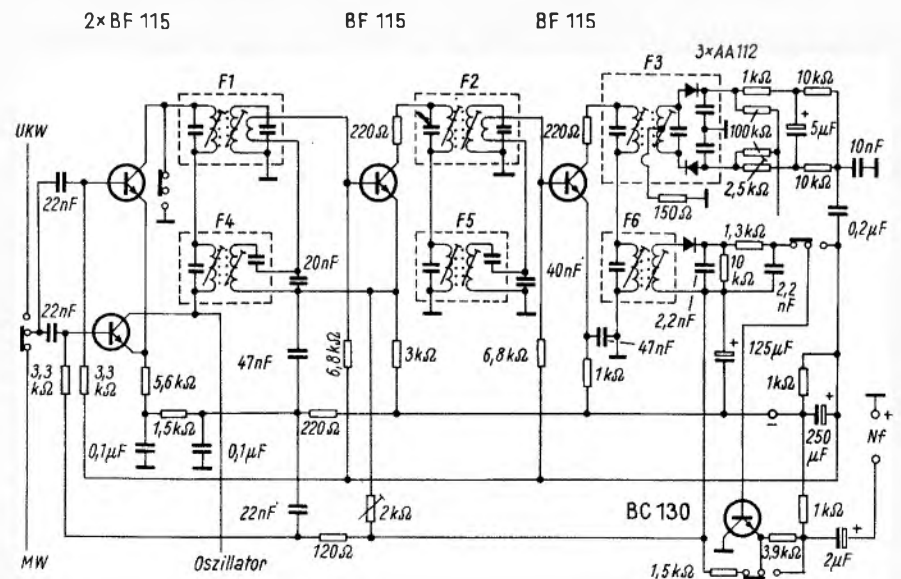 2× BF 115
BF 115
BF 115
3×AA112
F1
F2
F3
1kΩ
10kΩ
UKW
220Ω
220Ω
100kΩ
+
5μF
10nF
22nF
2,5kΩ
10kΩ
150Ω
F4
F5
F6
1,3kΩ
0,2μF
20nF
40nF
10
kΩ
2,2
nF
22nF
2,2nF
47nF
6,8kΩ
3kΩ
6,8kΩ
47nF
125μF
+
3,3
kΩ
3,3
kΩ
5,6kΩ
1kΩ
1kΩ
+
+
1,5kΩ
220Ω
−
250
μF
Nf
0,1μF
0,1μF
22nF
2kΩ
BC 130
1kΩ
+
120Ω
3,9kΩ
2μF
MW
Oszillator
1,5kΩ